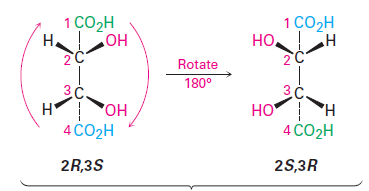 1 CO₂H
H OH
2 C
3 C
H OH
4 CO₂H
2R,3S
Rotate
180°
1 CO₂H
HO H
2 C
3 C
HO H
4 CO₂H
2S,3R